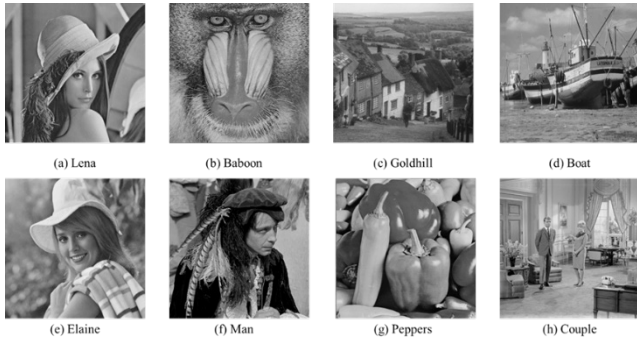 (a) Lena
(b) Baboon
(c) Goldhill
(d) Boat
(e) Elaine
(f) Man
(g) Peppers
(h) Couple